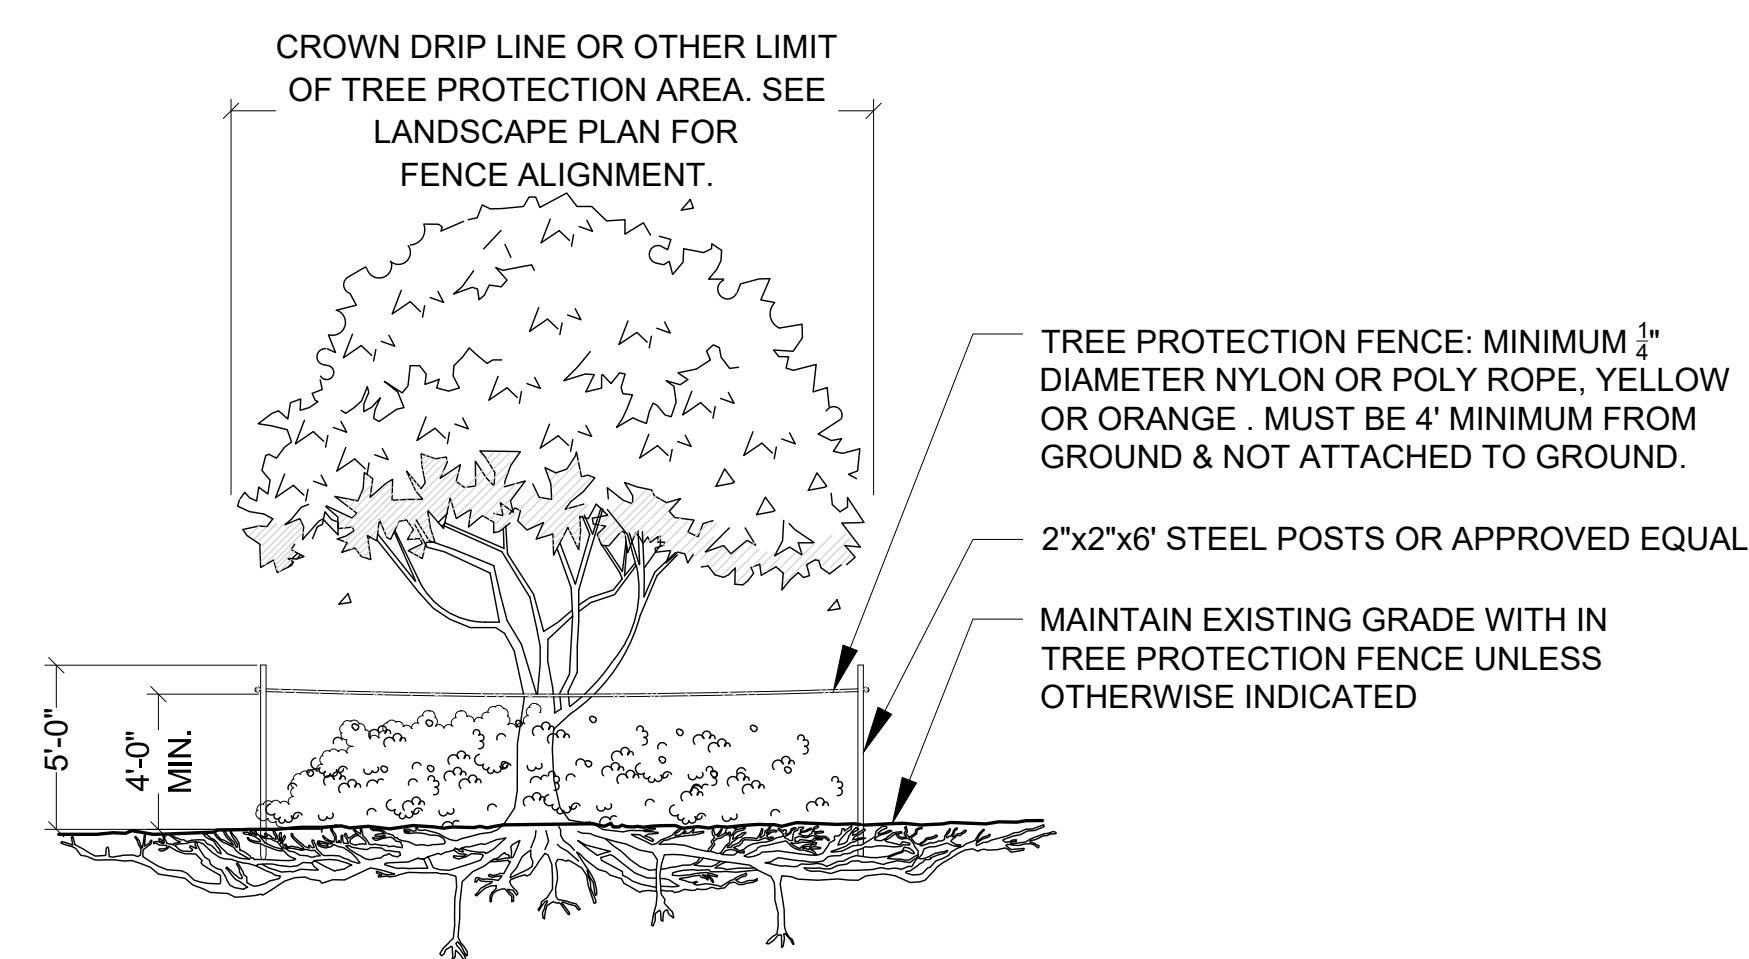 CROWN DRIP LINE OR OTHER LIMIT
OF TREE PROTECTION AREA. SEE
LANDSCAPE PLAN FOR
FENCE ALIGNMENT.
TREE PROTECTION FENCE: MINIMUM 1/4"
DIAMETER NYLON OR POLY ROPE, YELLOW
OR ORANGE . MUST BE 4' MINIMUM FROM
GROUND & NOT ATTACHED TO GROUND.
2"x2"x6' STEEL POSTS OR APPROVED EQUAL
MAINTAIN EXISTING GRADE WITH IN
TREE PROTECTION FENCE UNLESS
OTHERWISE INDICATED
5'-0"
4'-0"
MIN.